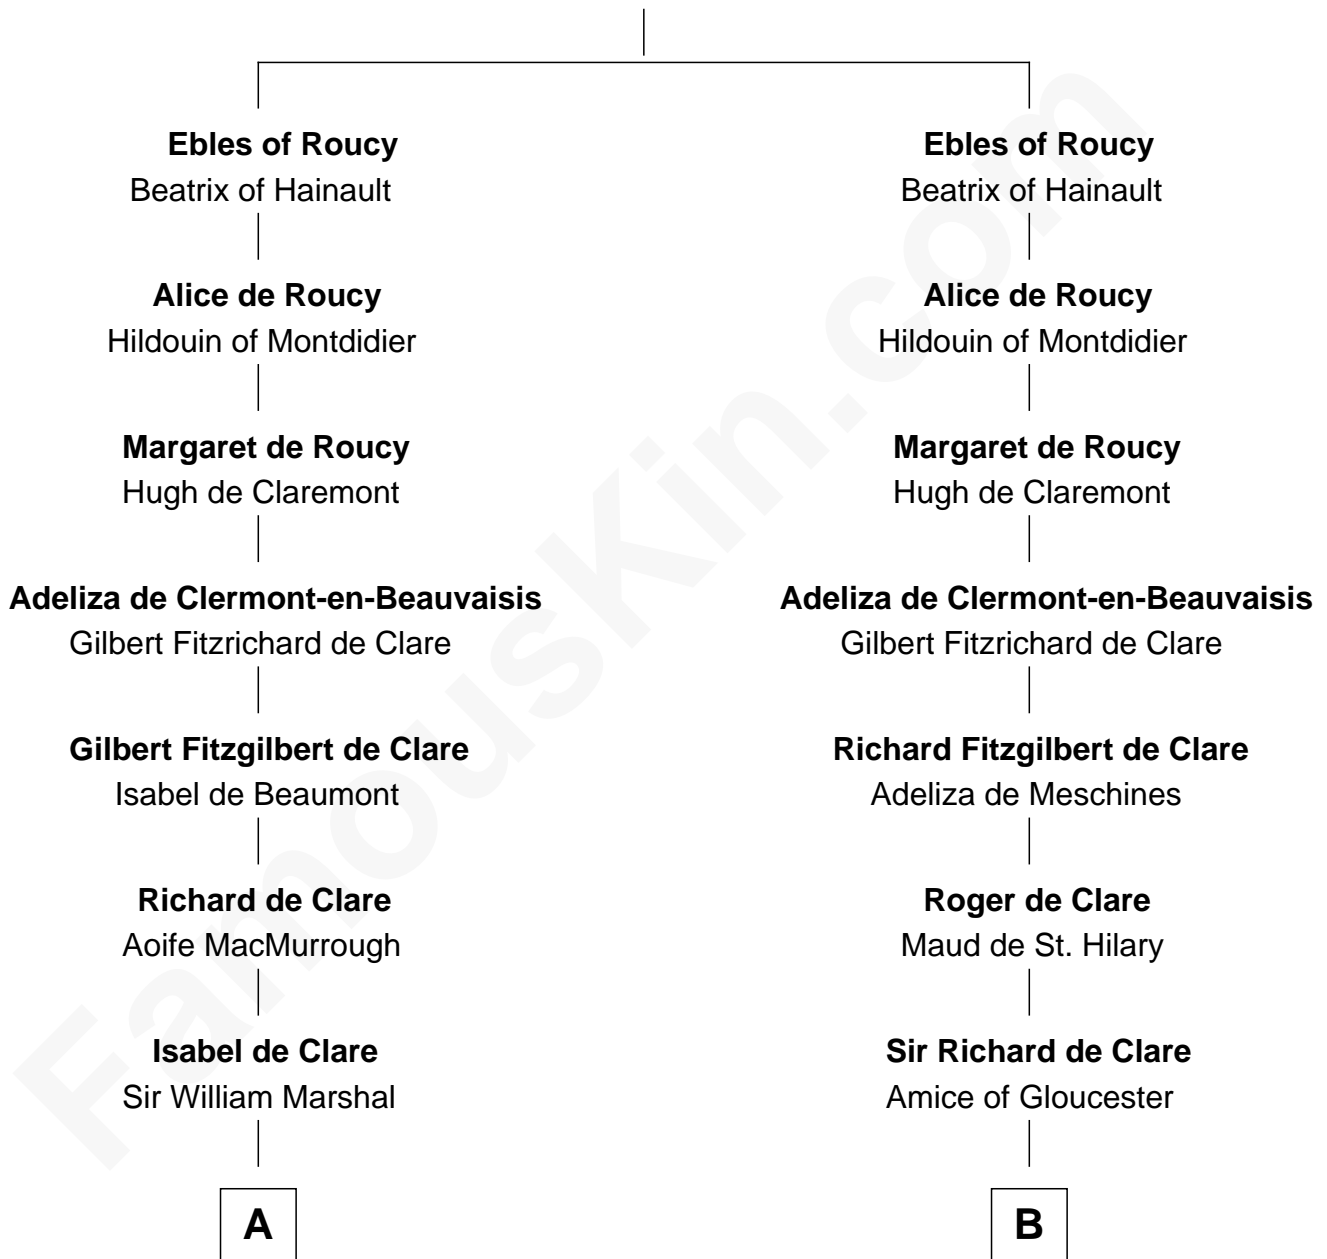 Ebles of Roucy
Beatrix of Hainault
Alice de Roucy
Hildouin of Montdidier
Margaret de Roucy
Hugh de Claremont
Adeliza de Clermont-en-Beauvaisis
Gilbert Fitzrichard de Clare
Gilbert Fitzgilbert de Clare
Isabel de Beaumont
Richard de Clare
Aoife MacMurrough
Isabel de Clare
Sir William Marshal
A
Ebles of Roucy
Beatrix of Hainault
Alice de Roucy
Hildouin of Montdidier
Margaret de Roucy
Hugh de Claremont
Adeliza de Clermont-en-Beauvaisis
Gilbert Fitzrichard de Clare
Richard Fitzgilbert de Clare
Adeliza de Meschines
Roger de Clare
Maud de St. Hilary
Sir Richard de Clare
Amice of Gloucester
B
FamousKin.com